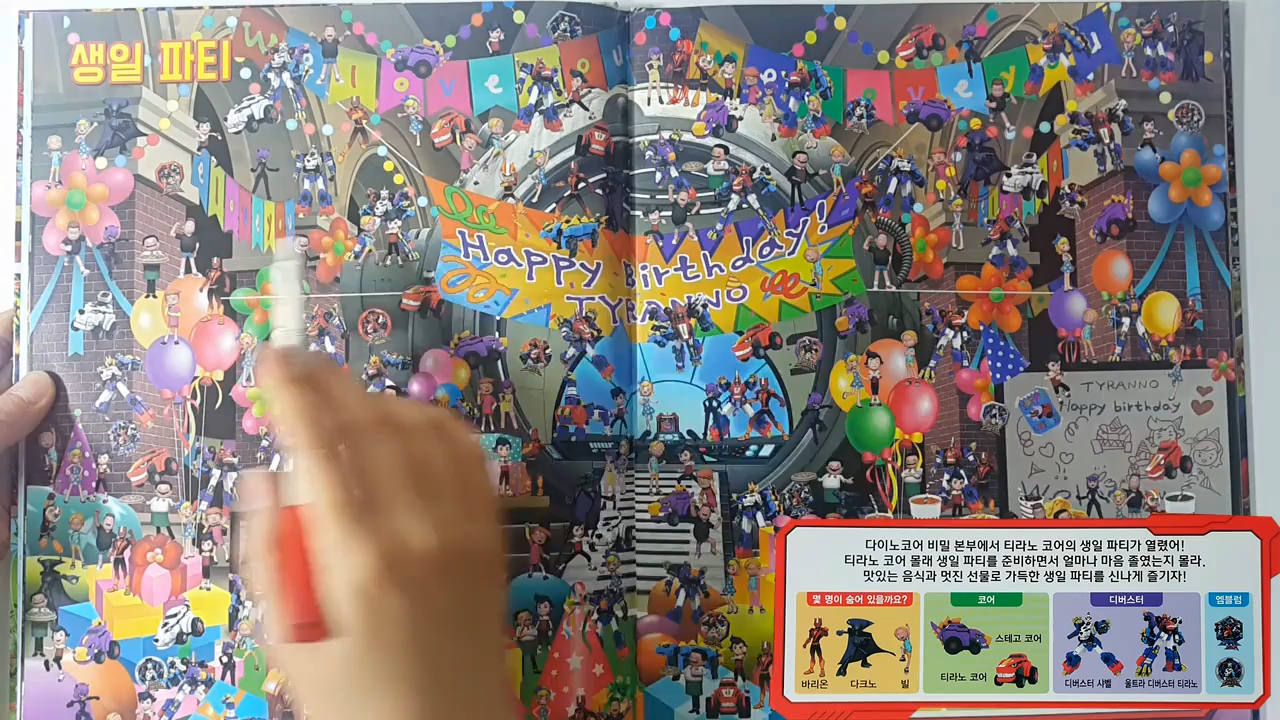 생일 파티
love you
lovey
Happy Birthday!
TYRANNO
TYRANNO
Happy birthday
다이노코어 비밀 본부에서 티라노 코어의 생일 파티가 열렸어!
티라노 코어 몰래 생일 파티를 준비하면서 얼마나 마음 졸였는지 몰라.
맛있는 음식과 멋진 선물로 가득한 생일 파티를 신나게 즐기자!
몇 명이 숨어 있을까요?
바리온
다크노
빌
코어
스테고 코어
티라노 코어
디버스터
디버스터 샤벨
울트라 디버스터 티라노
엠블럼